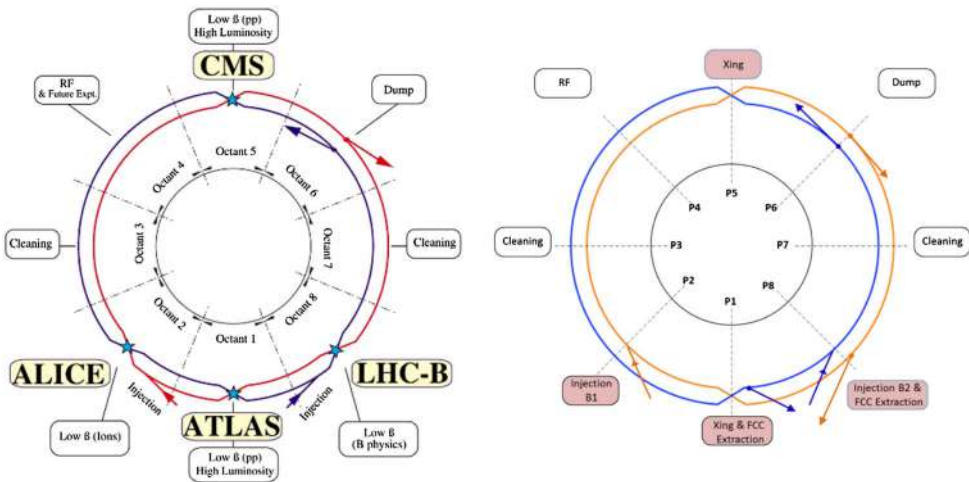 Low ß (pp)
High Luminosity
CMS
RF
& Future Expt.
Dump
Octant 5
Octant 4
Octant 6
Cleaning
Octant 3
Octant 7
Cleaning
Octant 2
Octant 8
Octant 1
ALICE
LHC-B
Injection
Injection
ATLAS
Low ß (Ions)
Low ß
(B physics)
Low ß (pp)
High Luminosity
Xing
RF
Dump
P5
P4
P6
Cleaning
P3
P7
Cleaning
P2
P8
P1
Injection
B1
Injection B2 &
FCC Extraction
Xing & FCC
Extraction